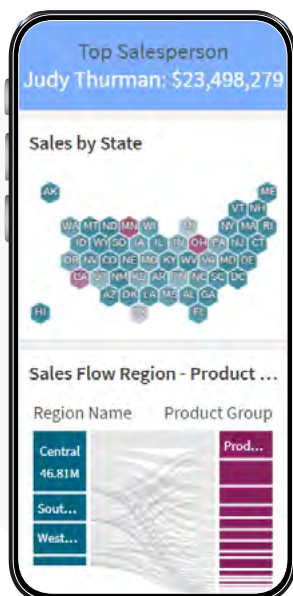 Top Salesperson
Judy Thurman: $23,498,279
Sales by State
AK ME
VT NH
WA MT ND MN WI MI NY MA RI
ID WY SD IA IL IN OH PA NJ CT
OR NV CO NE MO KY WV VA MD DE
CA UT NM KS AR TN NC SC DC
AZ OK LA MS AL GA
HI TX FL
Sales Flow Region - Product ...
Region Name Product Group
Central Prod...
46.81M
Sout...
West...